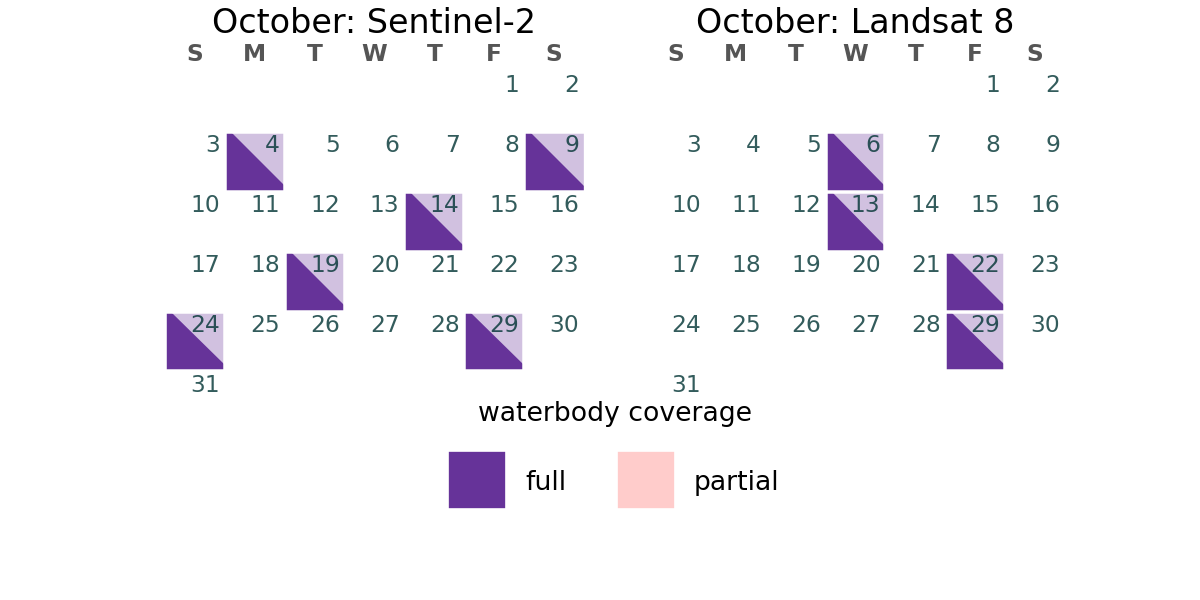 October: Sentinel-2
S M T W T F S
1 2
3 4 5 6 7 8 9
10 11 12 13 14 15 16
17 18 19 20 21 22 23
24 25 26 27 28 29 30
31
October: Landsat 8
S M T W T F S
1 2
3 4 5 6 7 8 9
10 11 12 13 14 15 16
17 18 19 20 21 22 23
24 25 26 27 28 29 30
31
waterbody coverage
full partial